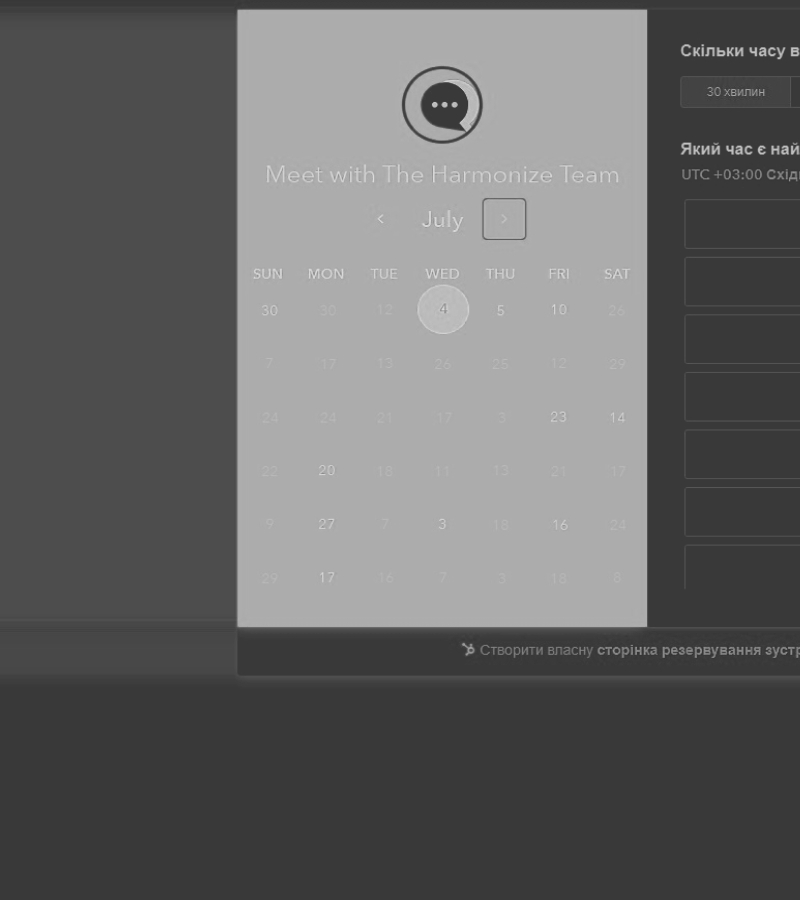 Meet with The Harmonize Team
July
SUN MON TUE WED THU FRI SAT
30 30 12 4 5 10 26
7 17 13 26 25 12 29
24 24 21 17 3 23 14
22 20 18 11 13 21 17
9 27 7 3 18 16 24
29 17 16 7 3 18 8
Скільки часу в
30 хвилин
Який час є най
UTC +03:00 Східн
Створити власну сторінка резервування зустр